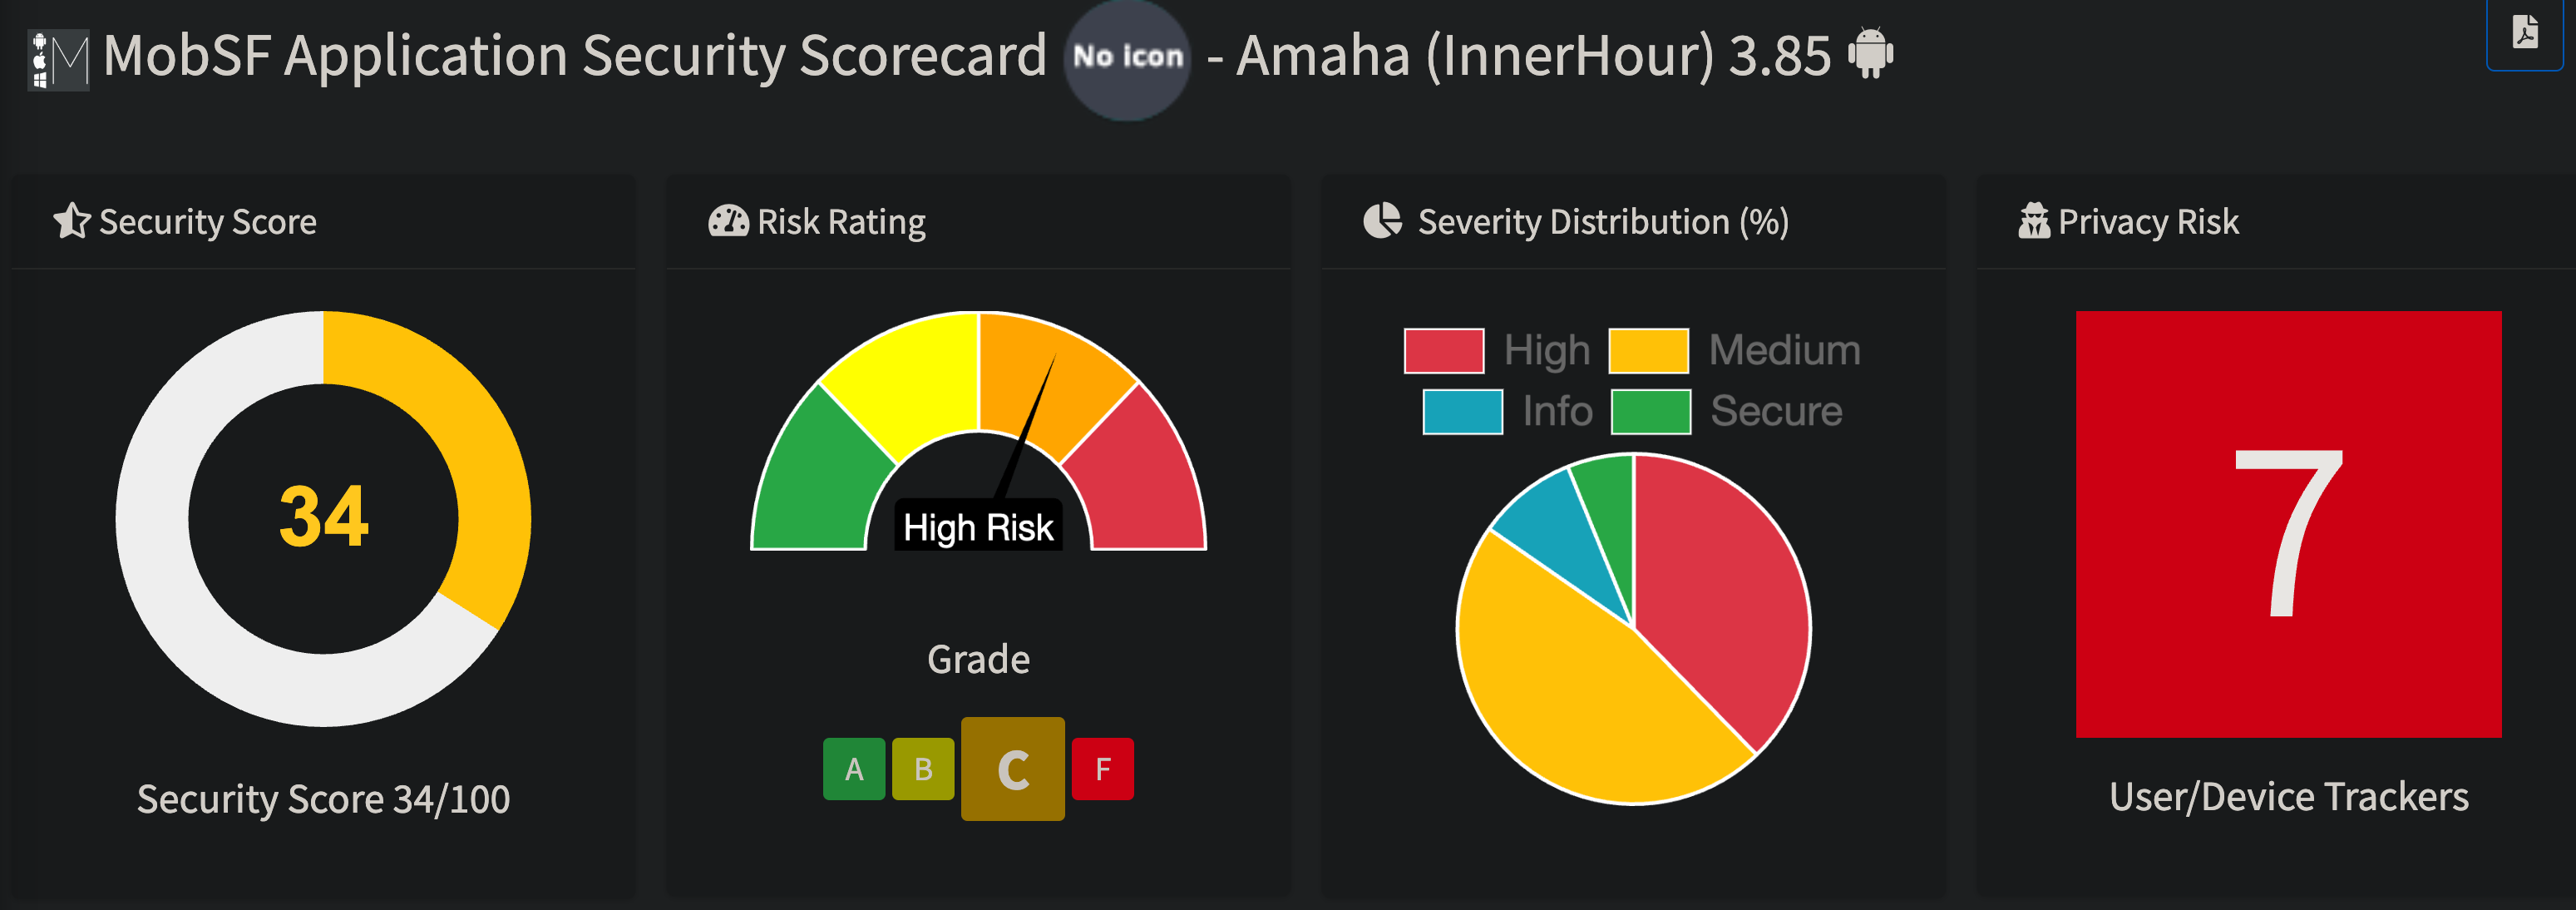 MobSF Application Security Scorecard No icon - Amaha (InnerHour) 3.85
Security Score
34
Security Score 34/100
Risk Rating
High Risk
Grade
A B C F
Severity Distribution (%)
High Medium
Info Secure
Privacy Risk
7
User/Device Trackers